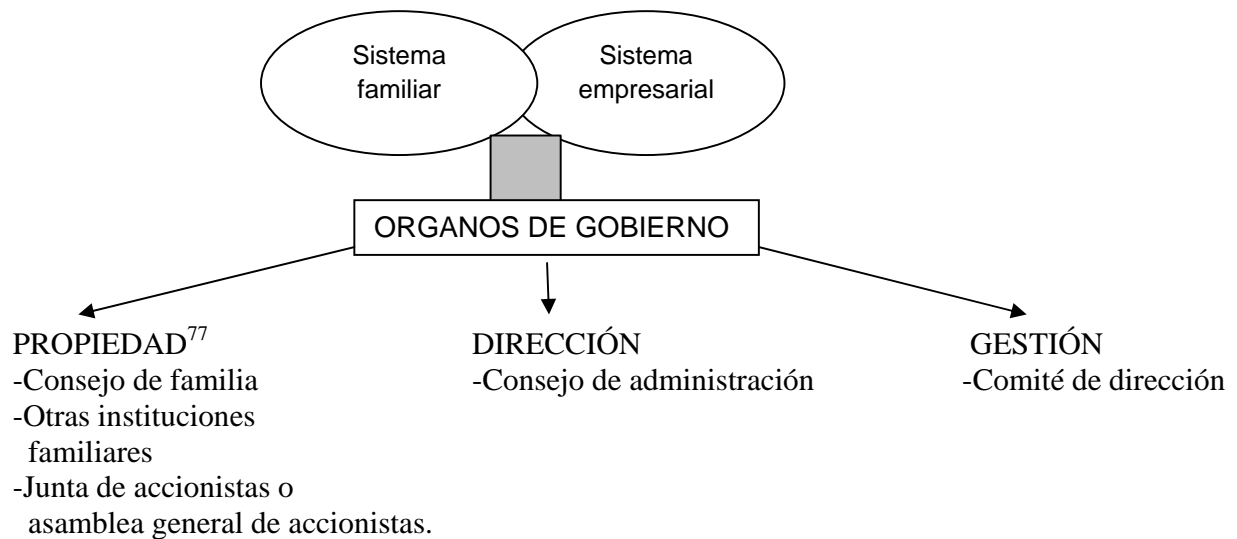 Sistema
familiar
Sistema
empresarial
ORGANOS DE GOBIERNO
PROPIEDAD77
-Consejo de familia
-Otras instituciones
familiares
-Junta de accionistas o
asamblea general de accionistas.
DIRECCIÓN
-Consejo de administración
GESTIÓN
-Comité de dirección